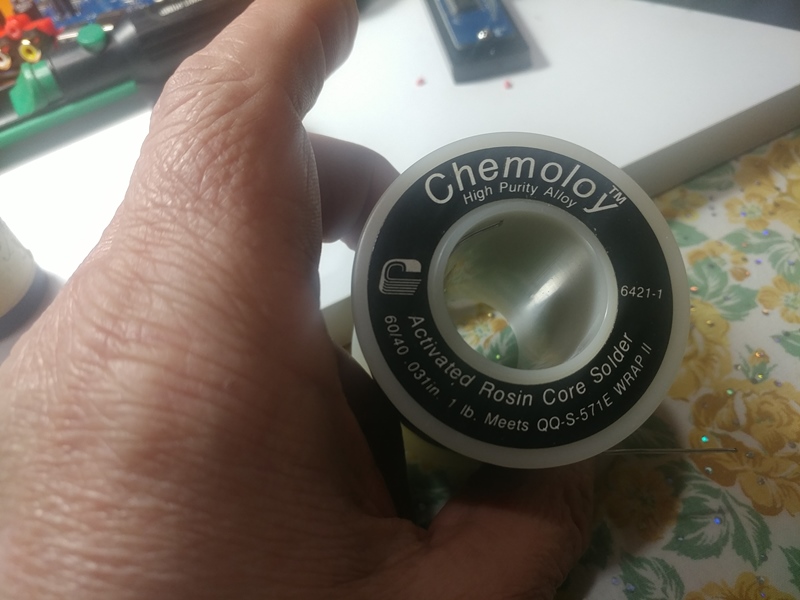 Chemoloy™
High Purity Alloy
6421-1
Activated Rosin Core Solder
60/40 .031in. 1 lb. Meets QQ-S-571E WRAP II